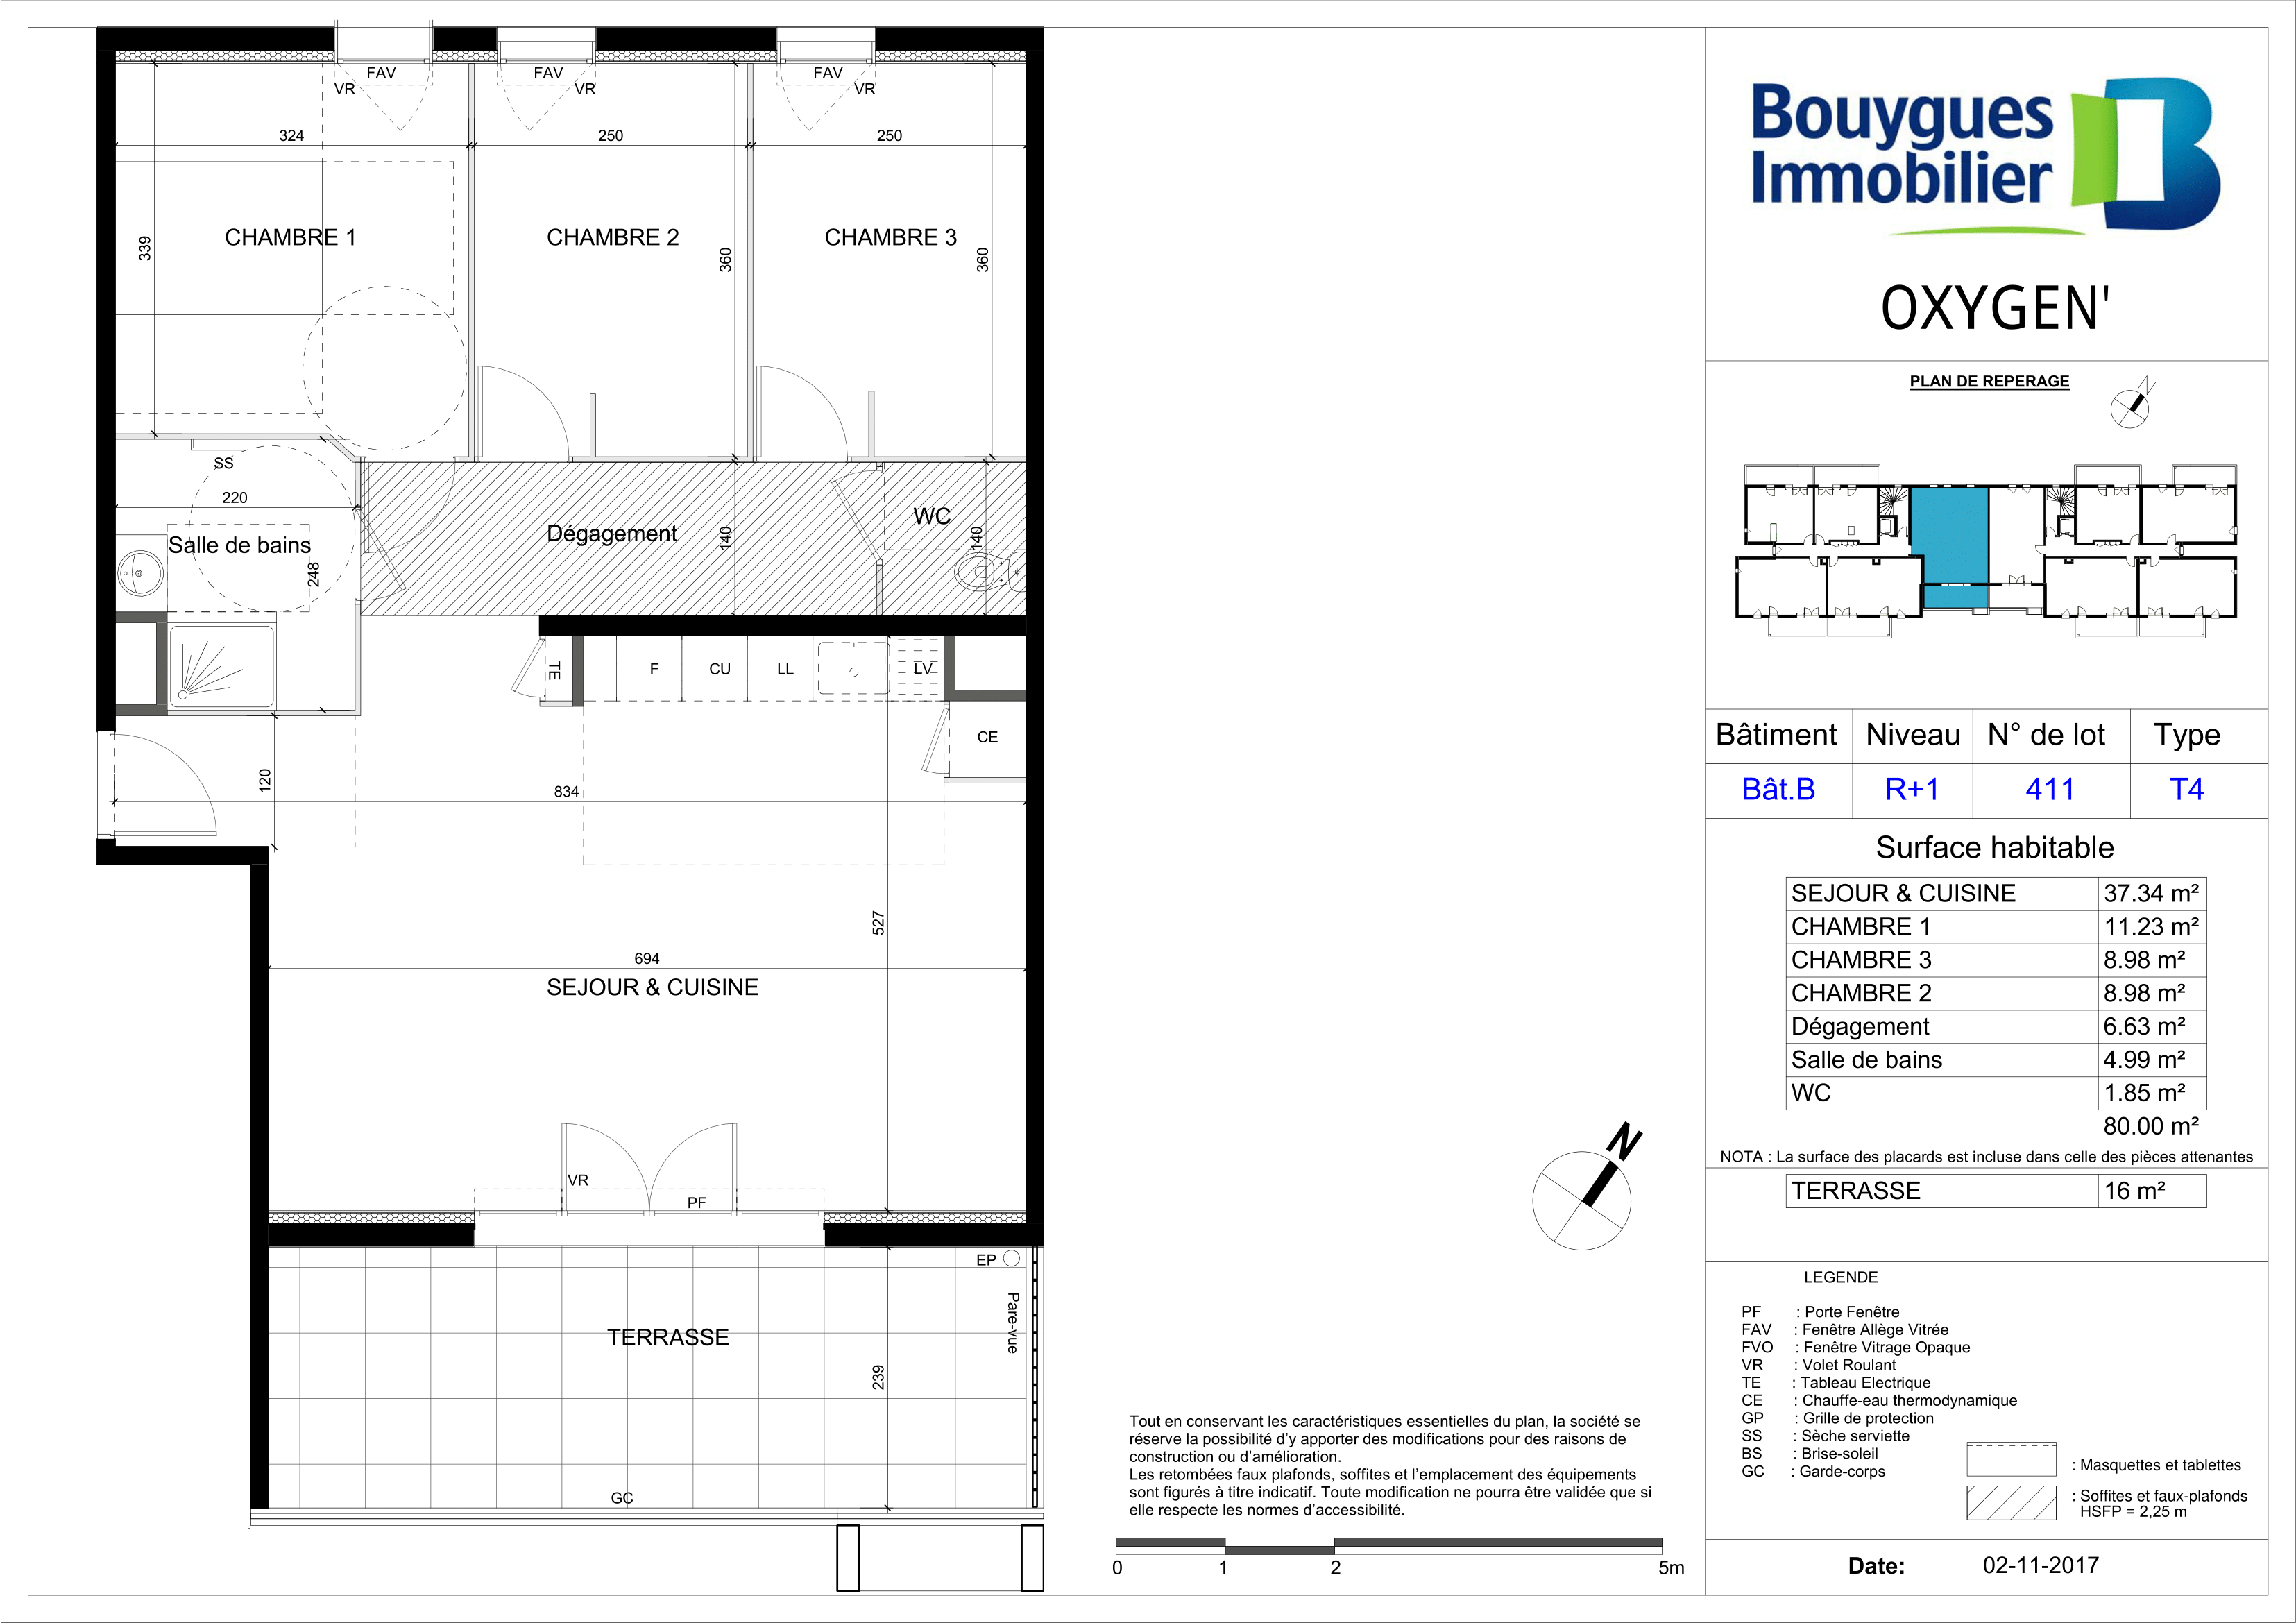 FAV
VR
FAV
VR
FAV
VR
324
250
250
CHAMBRE 1
CHAMBRE 2
CHAMBRE 3
339
360
360
SS
220
Salle de bains
248
Dégagement
140
WC
140
TE
F
CU
LL
LV
CE
120
834
527
694
SEJOUR & CUISINE
VR
PF
EP
Pare-vue
TERRASSE
239
GC
N
Tout en conservant les caractéristiques essentielles du plan, la société se
réserve la possibilité d'y apporter des modifications pour des raisons de
construction ou d'amélioration.
Les retombées faux plafonds, soffites et l'emplacement des équipements
sont figurés à titre indicatif. Toute modification ne pourra être validée que si
elle respecte les normes d'accessibilité.
0 1 2 5m
Bouygues
Immobilier
OXYGEN'
PLAN DE REPERAGE
N
Bâtiment Niveau N° de lot Type
Bât.B R+1 411 T4
Surface habitable
SEJOUR & CUISINE 37.34 m²
CHAMBRE 1 11.23 m²
CHAMBRE 3 8.98 m²
CHAMBRE 2 8.98 m²
Dégagement 6.63 m²
Salle de bains 4.99 m²
WC 1.85 m²
80.00 m²
NOTA : La surface des placards est incluse dans celle des pièces attenantes
TERRASSE 16 m²
LEGENDE
PF : Porte Fenêtre
FAV : Fenêtre Allège Vitrée
FVO : Fenêtre Vitrage Opaque
VR : Volet Roulant
TE : Tableau Electrique
CE : Chauffe-eau thermodynamique
GP : Grille de protection
SS : Sèche serviette
BS : Brise-soleil
GC : Garde-corps
: Masquettes et tablettes
: Soffites et faux-plafonds
HSFP = 2,25 m
Date: 02-11-2017